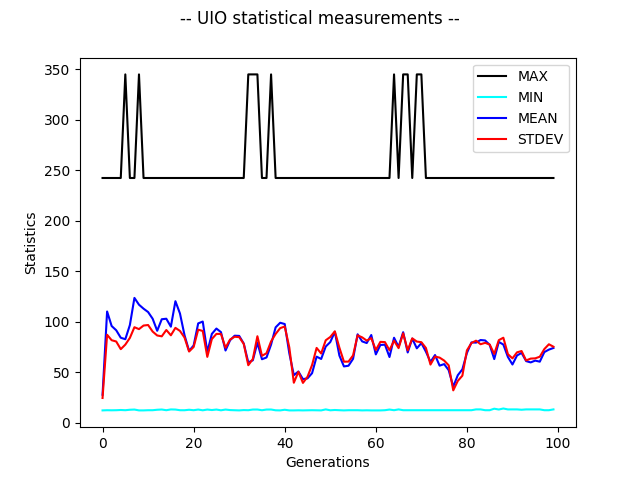 -- UIO statistical measurements --
350
300
250
200
150
100
50
0
Statistics
0
20
40
60
80
100
Generations
MAX
MIN
MEAN
STDEV